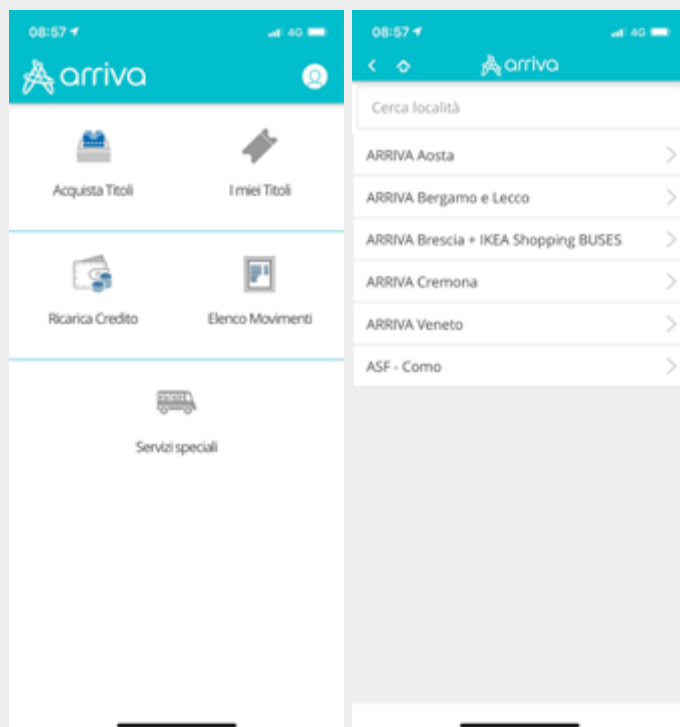 08:57
4G
arriva
Acquista Titoli
I miei Titoli
Ricarica Credito
Elenco Movimenti
Servizi speciali
08:57
4G
arriva
Cerca località
ARRIVA Aosta
ARRIVA Bergamo e Lecco
ARRIVA Brescia + IKEA Shopping BUSES
ARRIVA Cremona
ARRIVA Veneto
ASF - Como